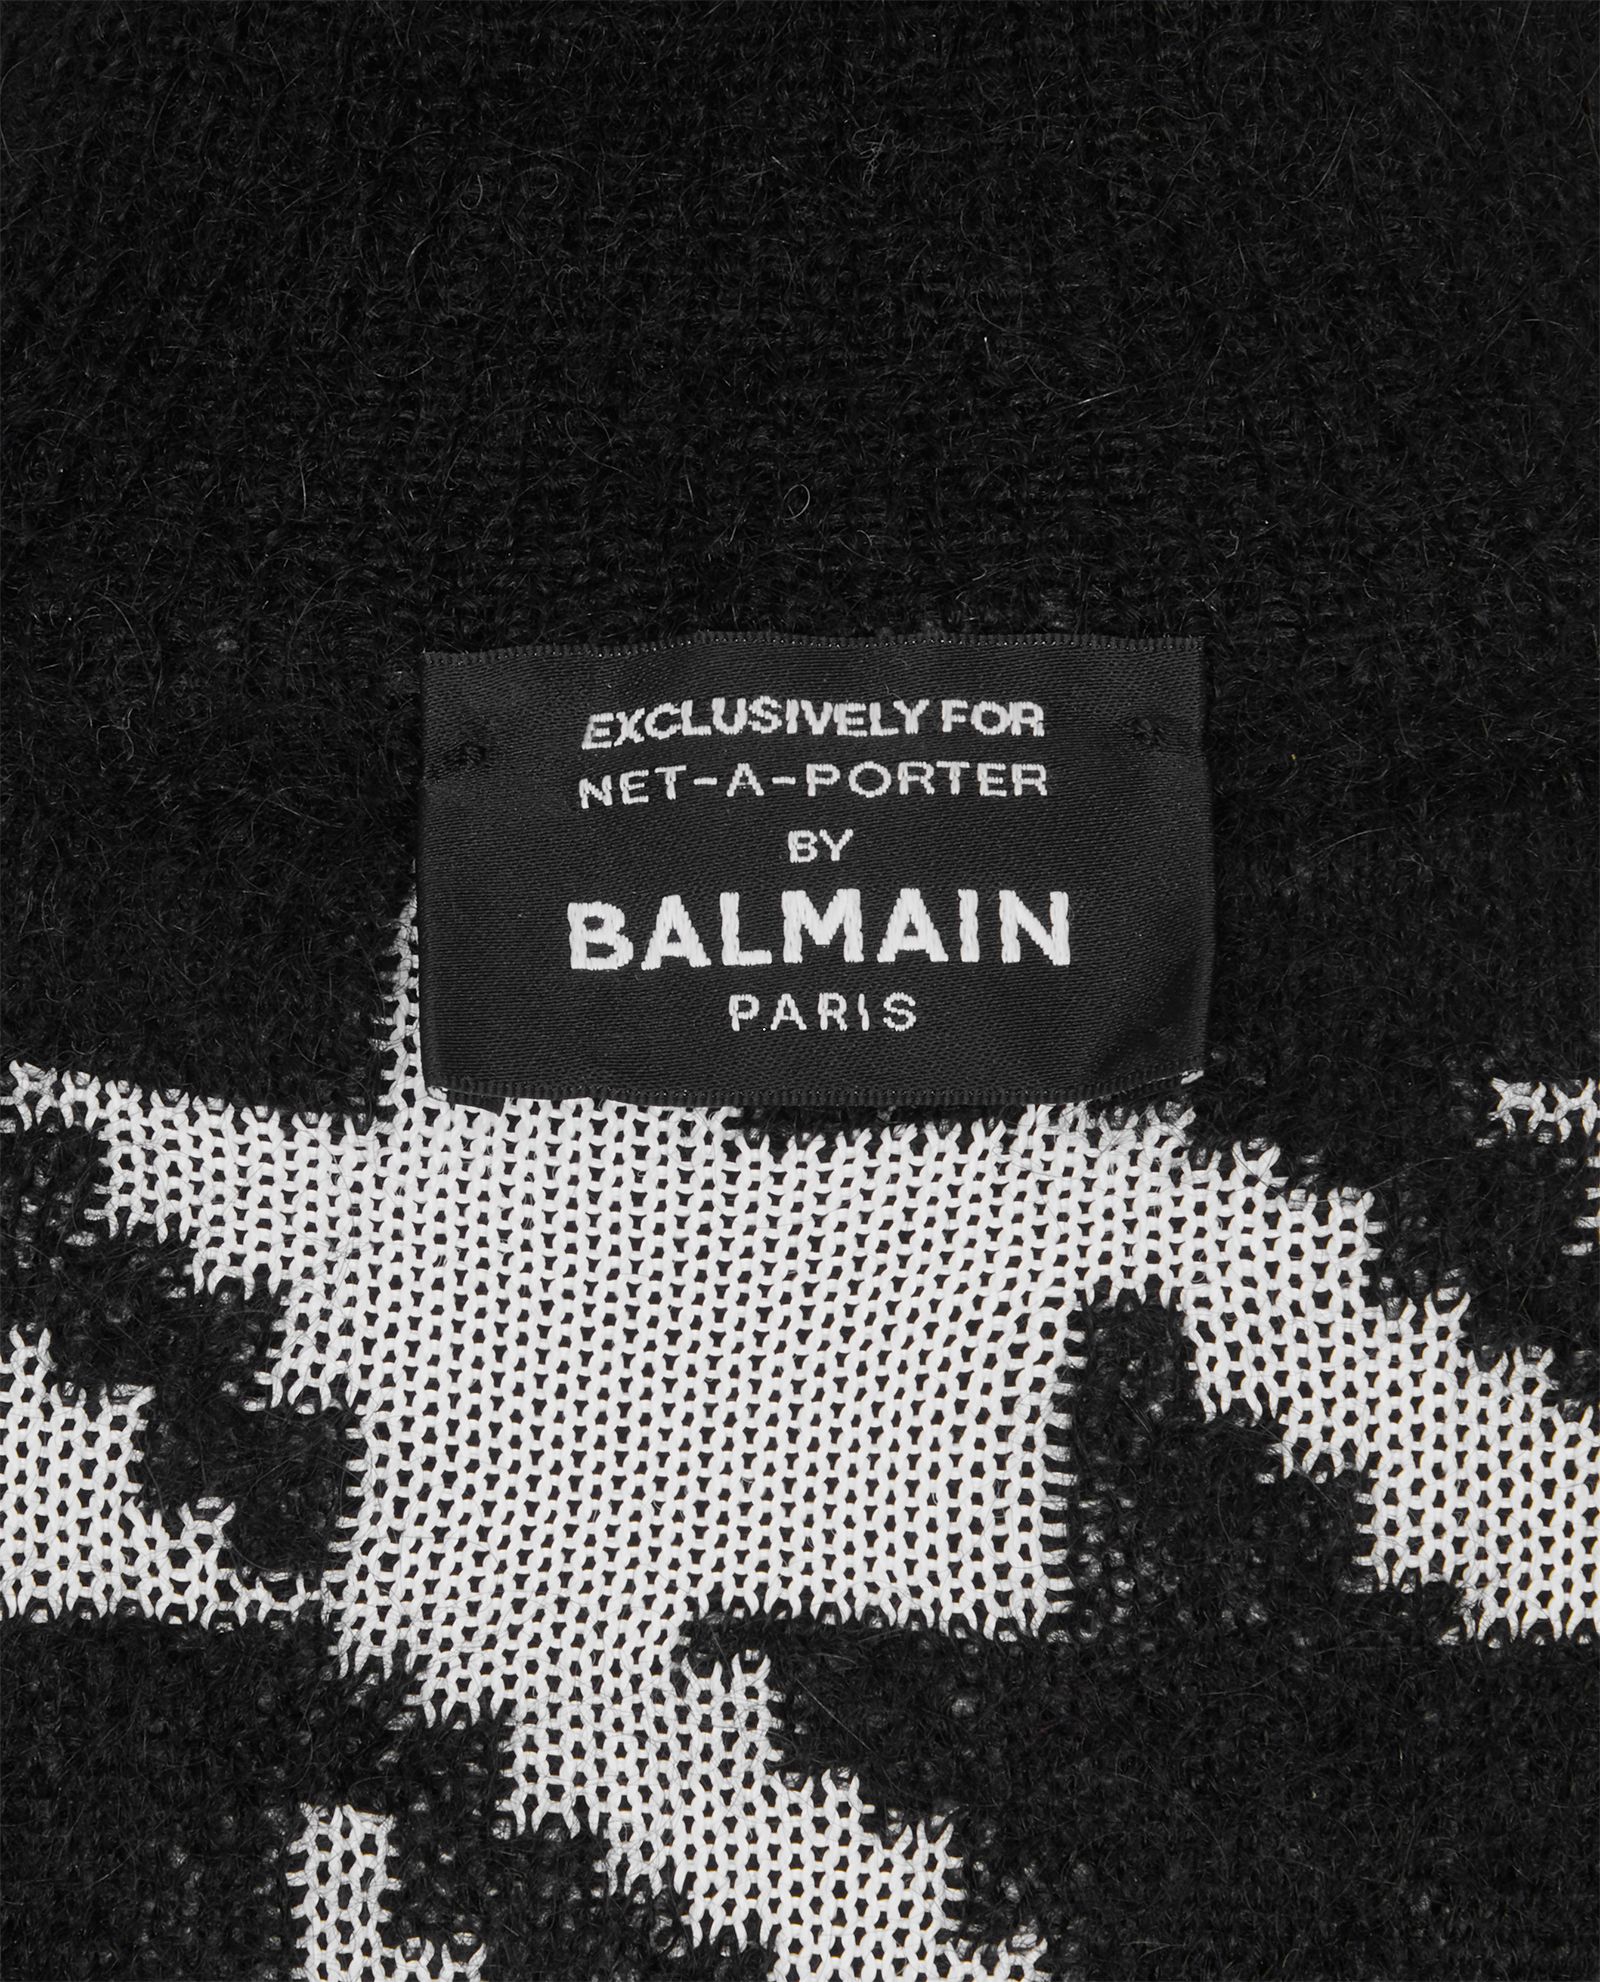 EXCLUSIVELY FOR
NET-A-PORTER
BY
BALMAIN
PARIS